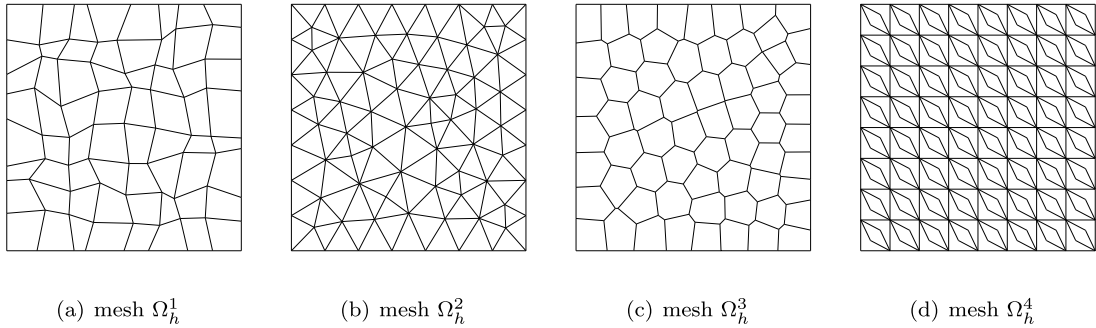 (a) mesh Ω_h^1
(b) mesh Ω_h^2
(c) mesh Ω_h^3
(d) mesh Ω_h^4